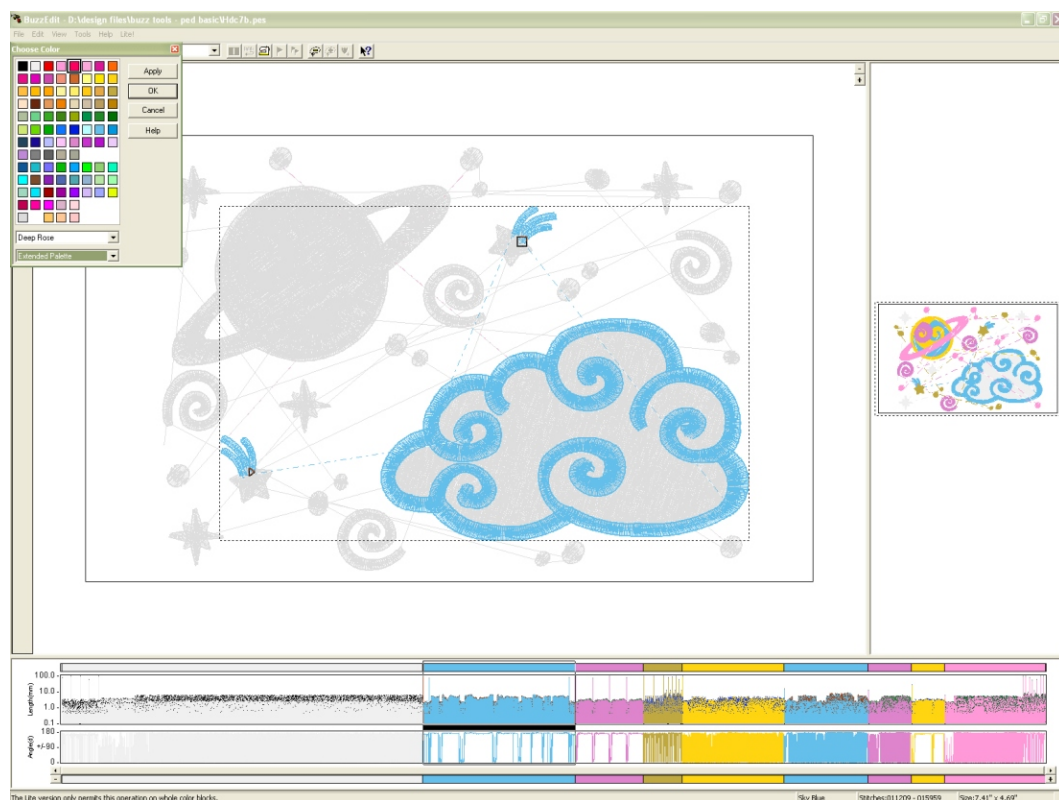 BuzzEdit - D:\design files\buzz tools - ped basic\Hdc7b.pes
File Edit View Tools Help Lite!
Choose Color
Apply
OK
Cancel
Help
Deep Rose
Extended Palette
Length(mm)
100.0
10.0
1.0
0.1
Angle(d)
180
+/-90
0
The Lite version only permits this operation on whole color blocks.
Sky Blue
Stitches:011209 - 015959
Size:7.41" x 4.69"